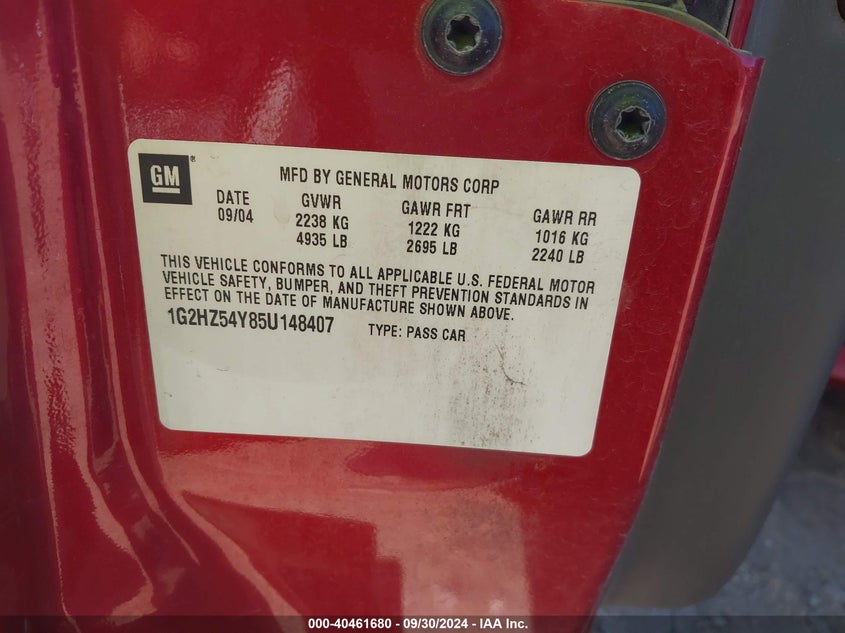 GM ®
MFD BY GENERAL MOTORS CORP
DATE GVWR GAWR FRT GAWR RR
09/04 2238 KG 1222 KG 1016 KG
4935 LB 2695 LB 2240 LB
THIS VEHICLE CONFORMS TO ALL APPLICABLE U.S. FEDERAL MOTOR
VEHICLE SAFETY, BUMPER, AND THEFT PREVENTION STANDARDS IN
EFFECT ON THE DATE OF MANUFACTURE SHOWN ABOVE.
1G2HZ54Y85U148407 TYPE: PASS CAR
000-40461680 - 09/30/2024 - IAA Inc.